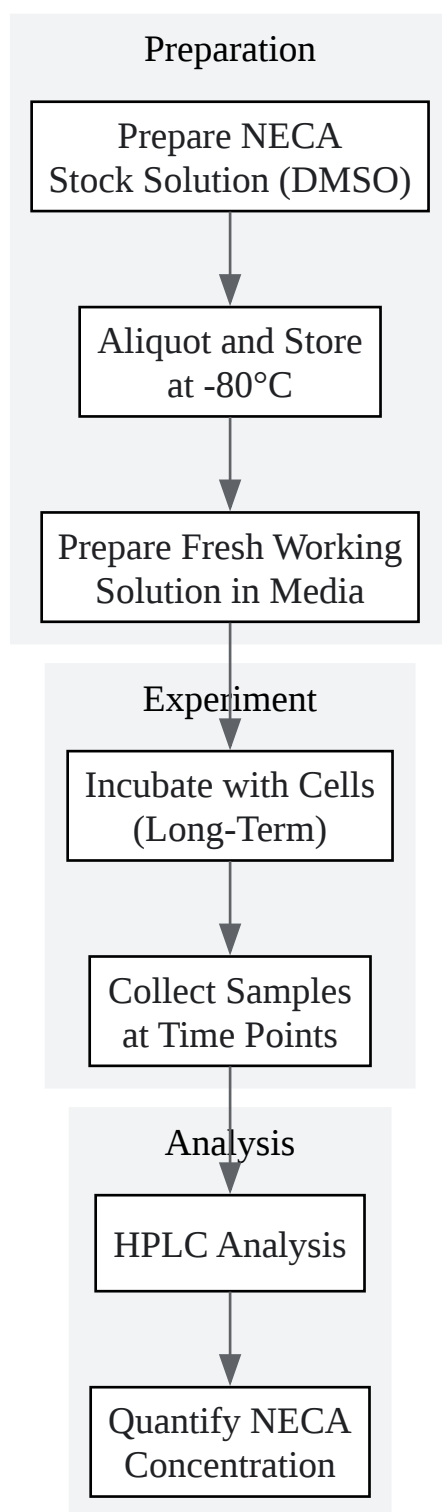 Preparation
Prepare NECA
Stock Solution (DMSO)
Aliquot and Store
at -80°C
Prepare Fresh Working
Solution in Media
Experiment
Incubate with Cells
(Long-Term)
Collect Samples
at Time Points
Analysis
HPLC Analysis
Quantify NECA
Concentration